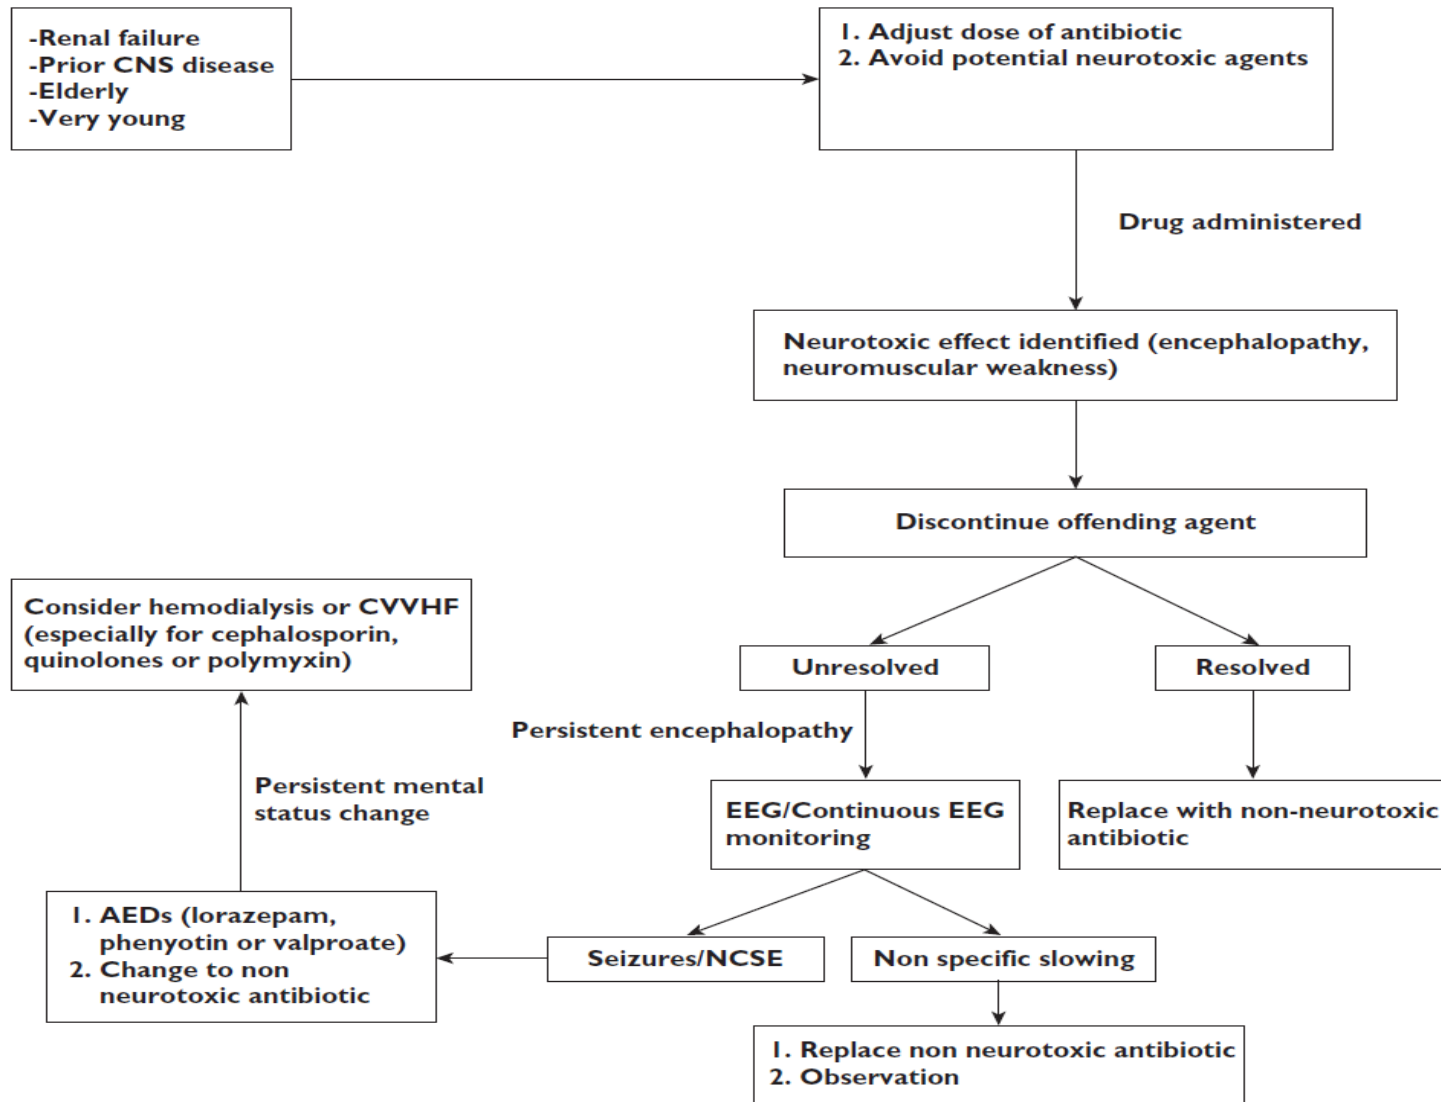 -Renal failure
-Prior CNS disease
-Elderly
-Very young
1. Adjust dose of antibiotic
2. Avoid potential neurotoxic agents
Drug administered
Neurotoxic effect identified (encephalopathy,
neuromuscular weakness)
Discontinue offending agent
Consider hemodialysis or CVVHF
(especially for cephalosporin,
quinolones or polymyxin)
Unresolved
Resolved
Persistent encephalopathy
Persistent mental
status change
EEG/Continuous EEG
monitoring
Replace with non-neurotoxic
antibiotic
1. AEDs (lorazepam,
phenyotin or valproate)
2. Change to non
neurotoxic antibiotic
Seizures/NCSE
Non specific slowing
1. Replace non neurotoxic antibiotic
2. Observation